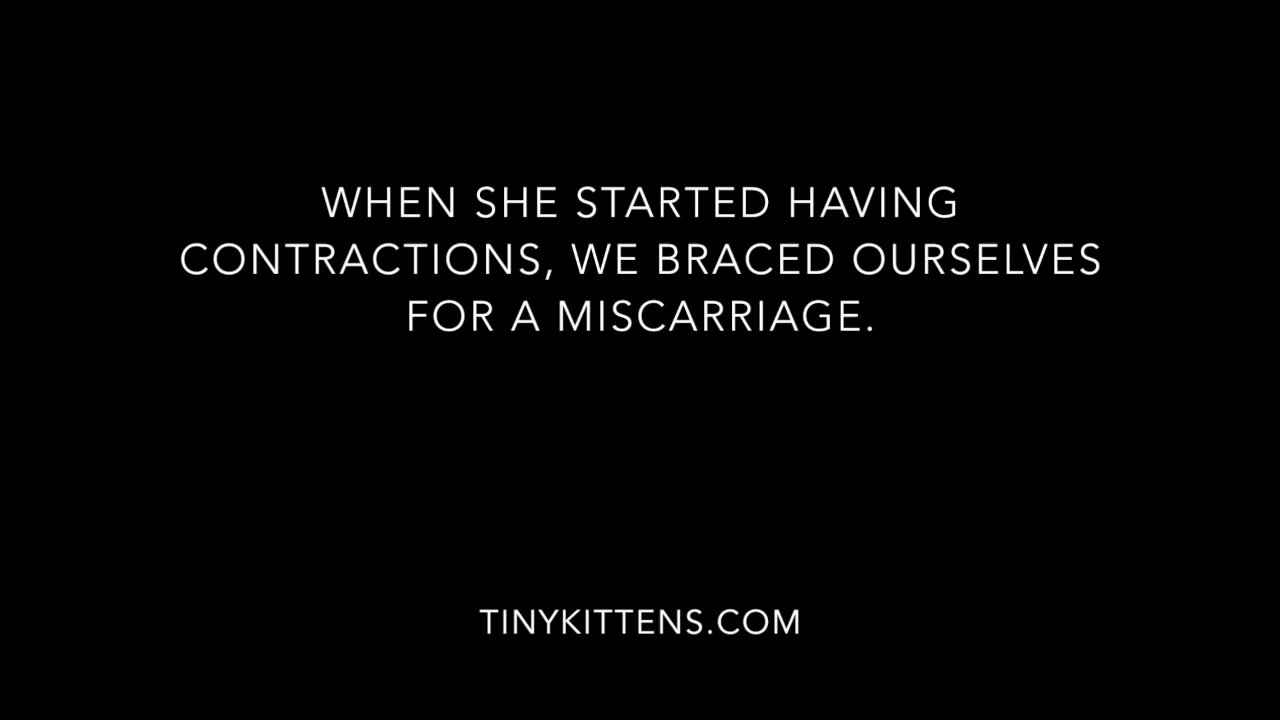 WHEN SHE STARTED HAVING
CONTRACTIONS, WE BRACED OURSELVES
FOR A MISCARRIAGE.
TINYKITTENS.COM